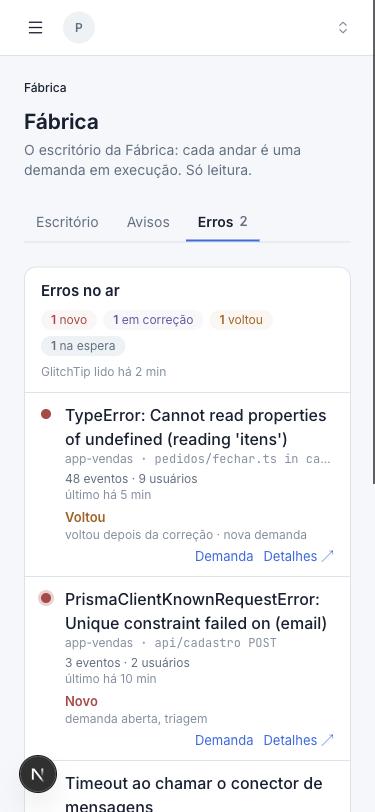 P
Fábrica
Fábrica
O escritório da Fábrica: cada andar é uma
demanda em execução. Só leitura.
Escritório Avisos Erros 2
Erros no ar
1 novo 1 em correção 1 voltou
1 na espera
GlitchTip lido há 2 min
TypeError: Cannot read properties
of undefined (reading 'itens')
app-vendas · pedidos/fechar.ts in ca…
48 eventos · 9 usuários
último há 5 min
Voltou
voltou depois da correção · nova demanda
Demanda Detalhes ↗
PrismaClientKnownRequestError:
Unique constraint failed on (email)
app-vendas · api/cadastro POST
3 eventos · 2 usuários
último há 10 min
Novo
demanda aberta, triagem
Demanda Detalhes ↗
N
Timeout ao chamar o conector de
mensagens